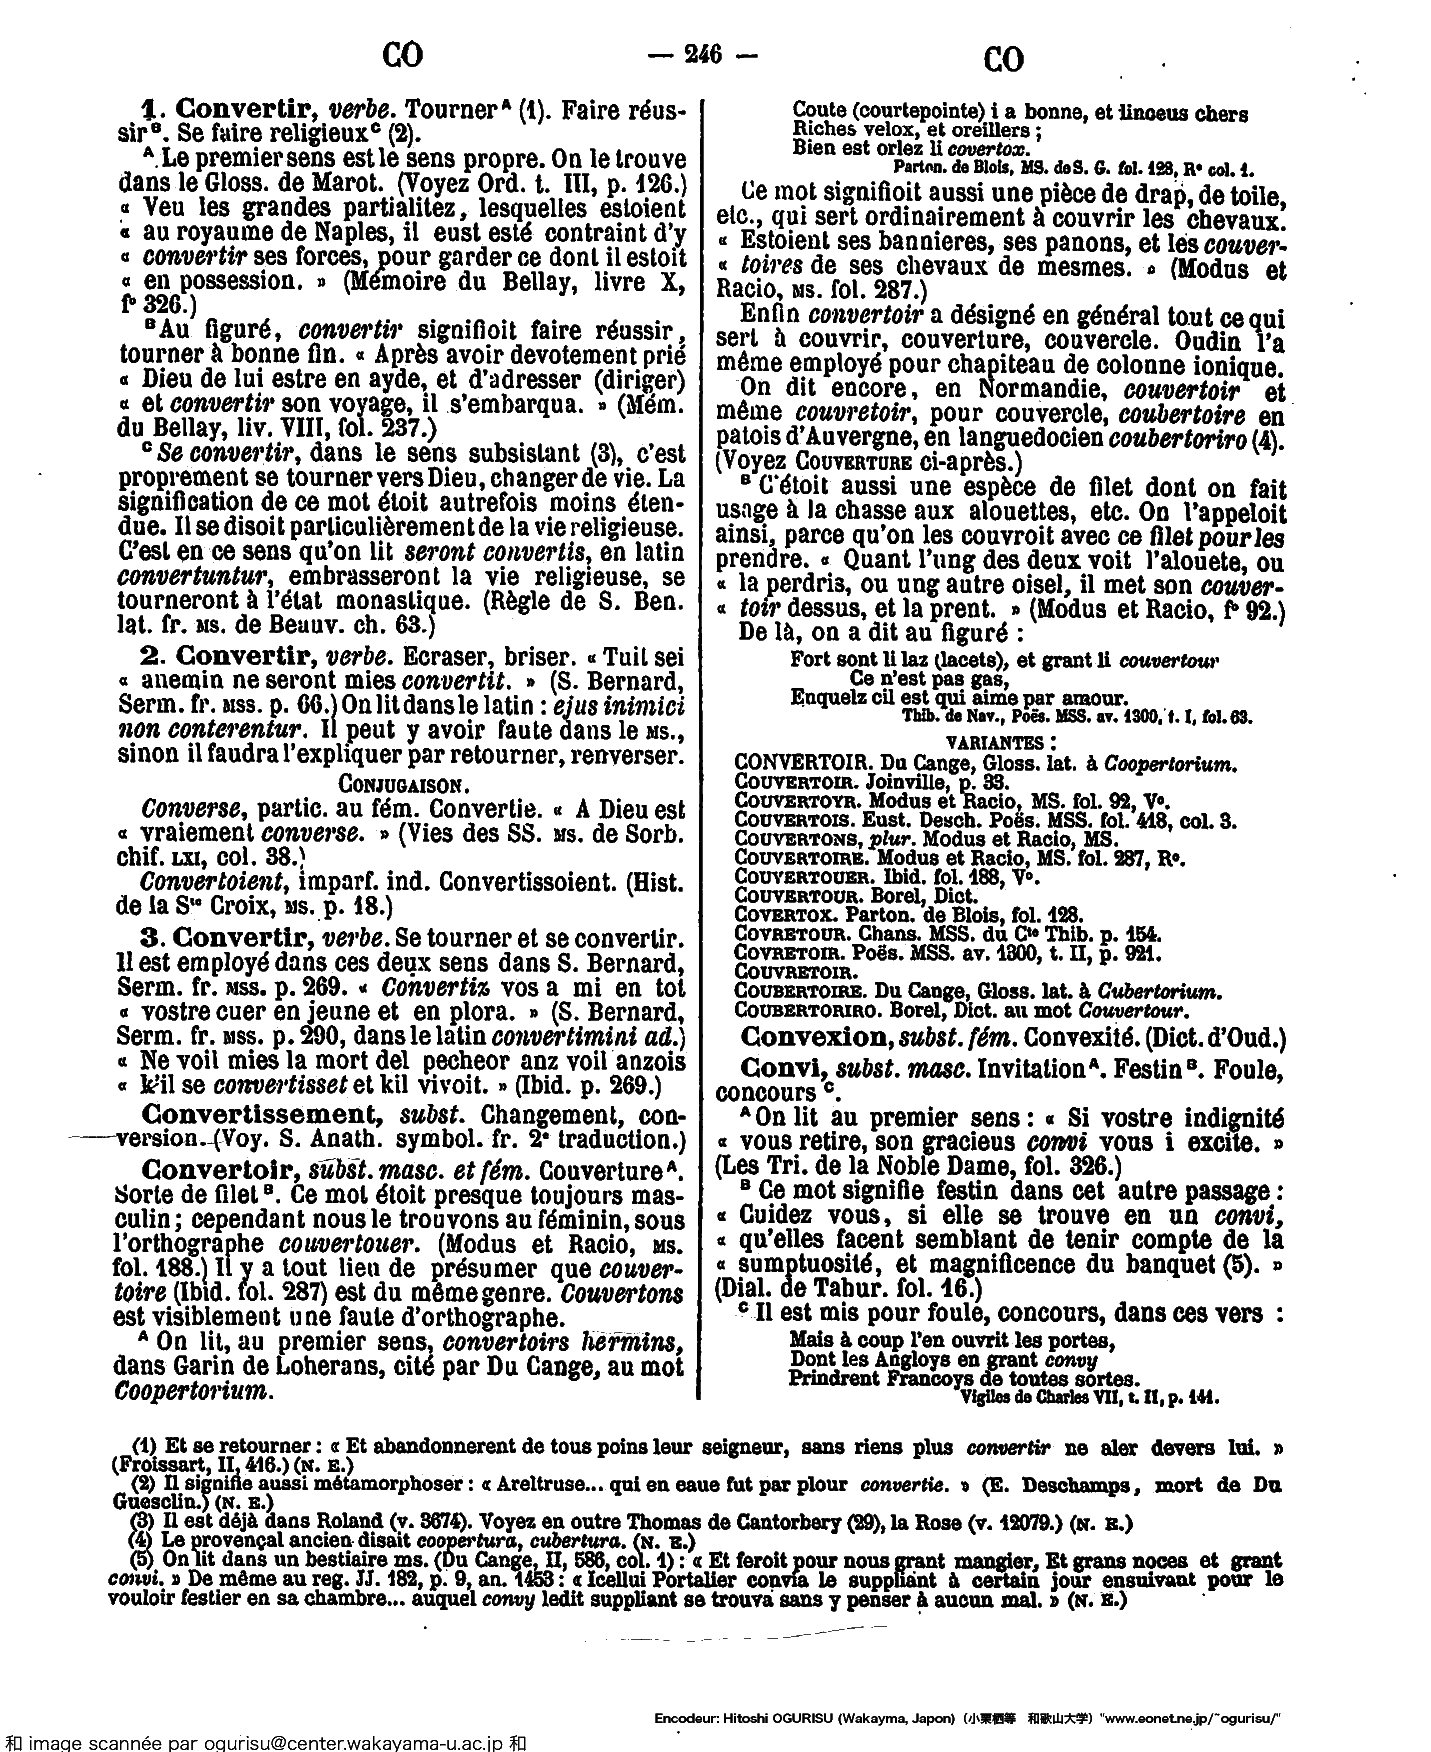 CO
— 246 —
CO
1. Convertir, verbe. Tourner A (1). Faire réus-
sir B. Se faire religieux C (2).
A Le premier sens est le sens propre. On le trouve
dans le Gloss. de Marot. (Voyez Ord. t. III, p. 126.)
« Veu les grandes partialitez, lesquelles estoient
« au royaume de Naples, il eust esté contraint d'y
« convertir ses forces, pour garder ce dont il estoit
« en possession. » (Mémoire du Bellay, livre X,
fº 326.)
B Au figuré, convertir signifioit faire réussir,
tourner à bonne fin. « Après avoir devotement prié
« Dieu de lui estre en ayde, et d'adresser (diriger)
« et convertir son voyage, il s'embarqua. » (Mém.
du Bellay, liv. VIII, fol. 237.)
C Se convertir, dans le sens subsistant (3), c'est
proprement se tourner vers Dieu, changer de vie. La
signification de ce mot étoit autrefois moins éten-
due. Il se disoit particulièrement de la vie religieuse.
C'est en ce sens qu'on lit seront convertis, en latin
convertuntur, embrasseront la vie religieuse, se
tourneront à l'état monastique. (Règle de S. Ben.
lat. fr. MS. de Beauv. ch. 63.)
2. Convertir, verbe. Ecraser, briser. « Tuit sei
« anemin ne seront mies convertit. » (S. Bernard,
Serm. fr. MSS. p. 66.) On lit dans le latin : ejus inimici
non conterentur. Il peut y avoir faute dans le MS.,
sinon il faudra l'expliquer par retourner, renverser.
CONJUGAISON.
Converse, partic. au fém. Convertie. « A Dieu est
« vraiement converse. » (Vies des SS. MS. de Sorb.
chif. LXI, col. 38.)
Convertoient, imparf. ind. Convertissoient. (Hist.
de la Ste Croix, MS. p. 18.)
3. Convertir, verbe. Se tourner et se convertir.
Il est employé dans ces deux sens dans S. Bernard,
Serm. fr. MSS. p. 269. « Convertiz vos a mi en tot
« vostre cuer en jeune et en plora. » (S. Bernard,
Serm. fr. MSS. p. 290, dans le latin convertimini ad.)
« Ne voil mies la mort del pecheor anz voil anzois
« k'il se convertisset et kil vivoit. » (Ibid. p. 269.)
Convertissement, subst. Changement, con-
version. (Voy. S. Anath. symbol. fr. 2e traduction.)
Convertoir, subst. masc. et fém. Couverture A.
Sorte de filet B. Ce mot étoit presque toujours mas-
culin ; cependant nous le trouvons au féminin, sous
l'orthographe couvertouer. (Modus et Racio, MS.
fol. 188.) Il y a tout lieu de présumer que couver-
toire (Ibid. fol. 287) est du même genre. Couvertons
est visiblement une faute d'orthographe.
A On lit, au premier sens, convertoirs hermins,
dans Garin de Loherans, cité par Du Cange, au mot
Coopertorium.
Coute (courtepointe) i a bonne, et linceus chers
Riches velox, et oreillers ;
Bien est orlez li covertox.
Parton. de Blois, MS. de S. G. fol. 128, Rº col. 1.
Ce mot signifioit aussi une pièce de drap, de toile,
etc., qui sert ordinairement à couvrir les chevaux.
« Estoient ses bannieres, ses panons, et les couver-
« toires de ses chevaux de mesmes. » (Modus et
Racio, MS. fol. 287.)
Enfin convertoir a désigné en général tout ce qui
sert à couvrir, couverture, couvercle. Oudin l'a
même employé pour chapiteau de colonne ionique.
On dit encore, en Normandie, couvertoir et
même couvretoir, pour couvercle, coubertoire en
patois d'Auvergne, en languedocien coubertoriro (4).
(Voyez COUVERTURE ci-après.)
B C'étoit aussi une espèce de filet dont on fait
usage à la chasse aux alouettes, etc. On l'appeloit
ainsi, parce qu'on les couvroit avec ce filet pour les
prendre. « Quant l'ung des deux voit l'alouete, ou
« la perdris, ou ung autre oisel, il met son couver-
« toir dessus, et la prent. » (Modus et Racio, fº 92.)
De là, on a dit au figuré :
Fort sont li laz (lacets), et grant li couvertour
Ce n'est pas gas,
Enquelz cil est qui aime par amour.
Thib. de Nav., Poës. MSS. av. 1300, t. I, fol. 63.
VARIANTES :
CONVERTOIR. Du Cange, Gloss. lat. à Coopertorium.
COUVERTOIR. Joinville, p. 33.
COUVERTOYR. Modus et Racio, MS. fol. 92, Vº.
COUVERTOIS. Eust. Desch. Poës. MSS. fol. 418, col. 3.
COUVERTONS, plur. Modus et Racio, MS.
COUVERTOIRE. Modus et Racio, MS. fol. 287, Rº.
COUVERTOUER. Ibid. fol. 188, Vº.
COUVERTOUR. Borel, Dict.
COVERTOX. Parton. de Blois, fol. 128.
COVRETOUR. Chans. MSS. du Cte Thib. p. 154.
COVRETOIR. Poës. MSS. av. 1300, t. II, p. 921.
COUVRETOIR.
COUBERTOIRE. Du Cange, Gloss. lat. à Cubertorium.
COUBERTORIRO. Borel, Dict. au mot Couvertour.
Convexion, subst. fém. Convexité. (Dict. d'Oud.)
Convi, subst. masc. Invitation A. Festin B. Foule,
concours C.
A On lit au premier sens : « Si vostre indignité
« vous retire, son gracieus convi vous i excite. »
(Les Tri. de la Noble Dame, fol. 326.)
B Ce mot signifie festin dans cet autre passage :
« Cuidez vous, si elle se trouve en un convi,
« qu'elles facent semblant de tenir compte de la
« sumptuosité, et magnificence du banquet (5). »
(Dial. de Tahur. fol. 16.)
C Il est mis pour foule, concours, dans ces vers :
Mais à coup l'en ouvrit les portes,
Dont les Angloys en grant convy
Prindrent Francoys de toutes sortes.
Vigiles de Charles VII, t. II, p. 141.
(1) Et se retourner : « Et abandonnerent de tous poins leur seigneur, sans riens plus convertir ne aler devers lui. »
(Froissart, II, 416.) (N. E.)
(2) Il signifie aussi métamorphoser : « Areltruse... qui en eaue fut par plour convertie. » (E. Deschamps, mort de Du
Guesclin.) (N. E.)
(3) Il est déjà dans Roland (v. 3674). Voyez en outre Thomas de Cantorbery (29), la Rose (v. 12079.) (N. E.)
(4) Le provençal ancien disait coopertura, cubertura. (N. E.)
(5) On lit dans un bestiaire ms. (Du Cange, II, 586, col. 1) : « Et feroit pour nous grant mangier, Et grans noces et grant
convi. » De même au reg. JJ. 182, p. 9, an. 1453 : « Icellui Portalier convia le suppliant à certain jour ensuivant pour le
vouloir festier en sa chambre... auquel convy ledit suppliant se trouva sans y penser à aucun mal. » (N. E.)
Encodeur: Hitoshi OGURISU (Wakayma, Japon) (小栗栖等 和歌山大学) "www.eonet.ne.jp/~ogurisu/"
和 image scannée par ogurisu@center.wakayama-u.ac.jp 和